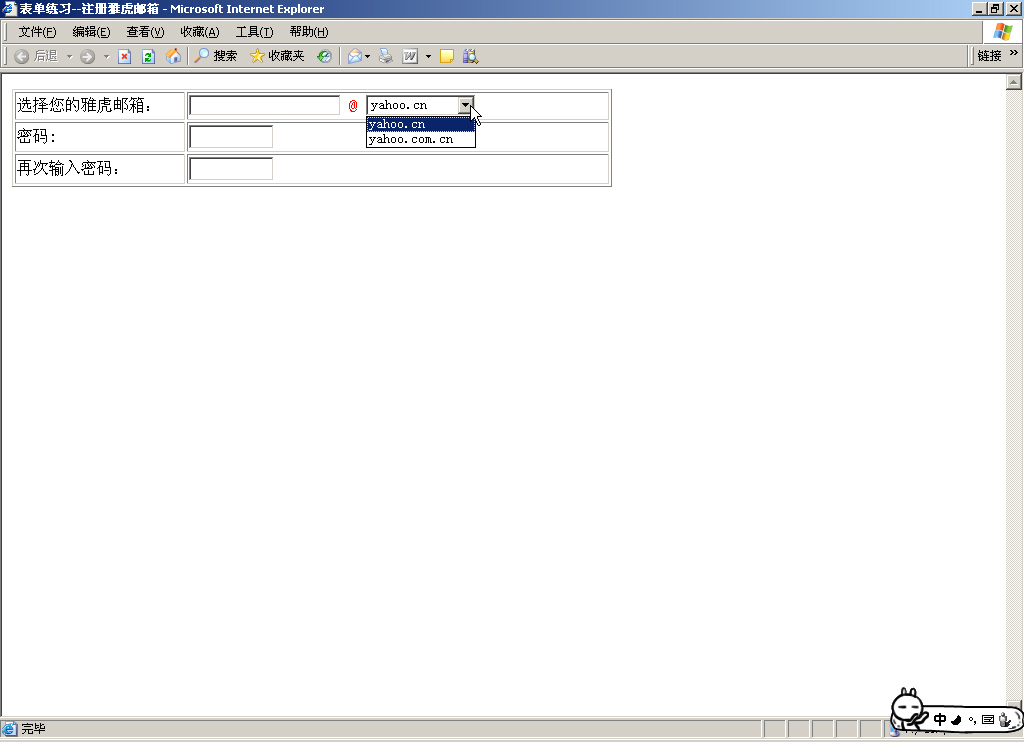 表单练习--注册雅虎邮箱 - Microsoft Internet Explorer
文件(F) 编辑(E) 查看(V) 收藏(A) 工具(T) 帮助(H)
后退 搜索 收藏夹 W 链接 »
选择您的雅虎邮箱： @ yahoo.cn
yahoo.cn
密码：
yahoo.com.cn
再次输入密码：
完毕
中